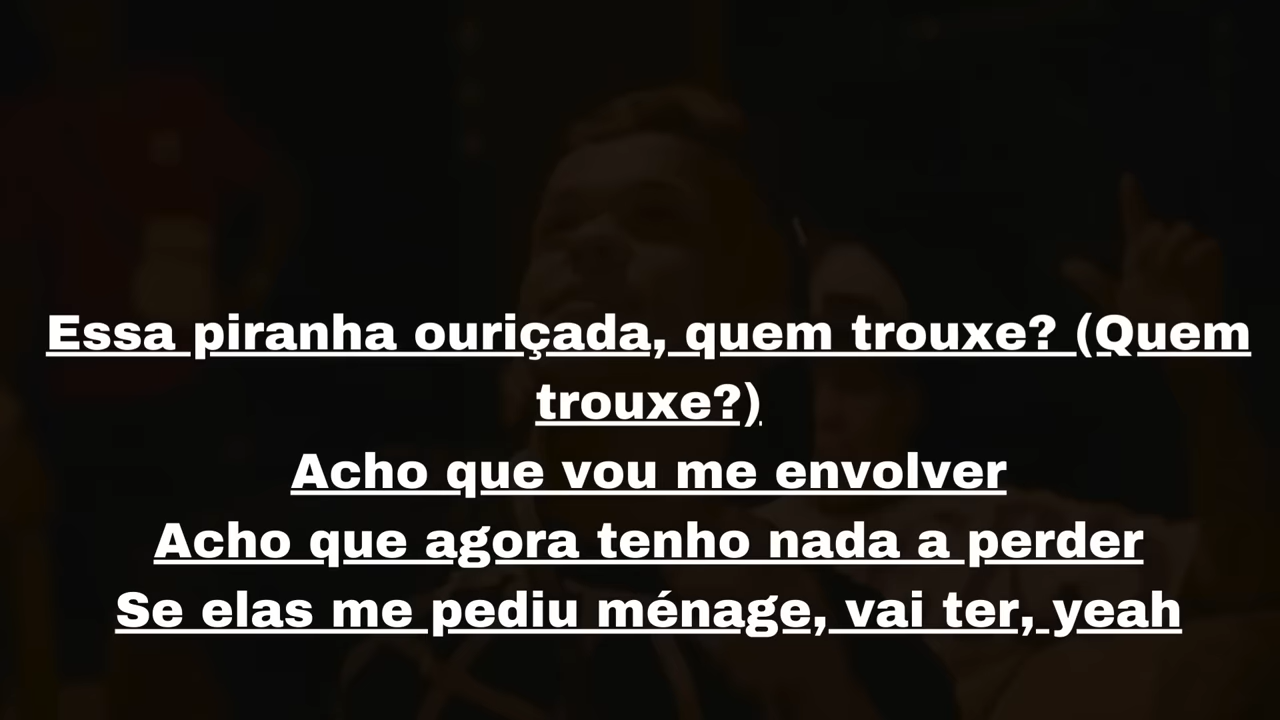 Essa piranha ouriçada, quem trouxe? (Quem
trouxe?)
Acho que vou me envolver
Acho que agora tenho nada a perder
Se elas me pediu ménage, vai ter, yeah